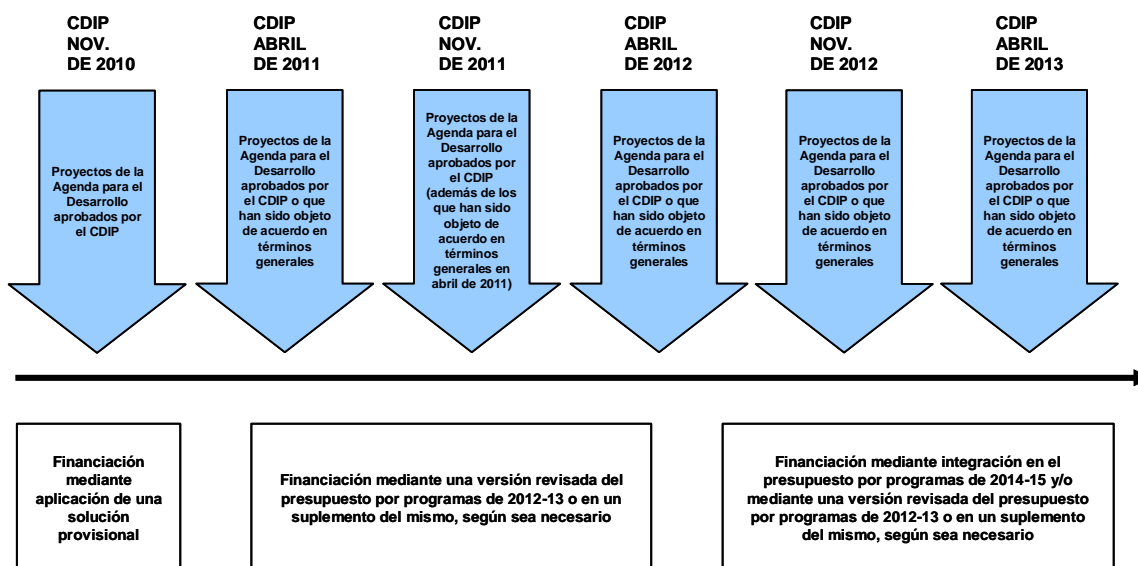 CDIP
NOV.
DE 2010
CDIP
ABRIL
DE 2011
CDIP
NOV.
DE 2011
CDIP
ABRIL
DE 2012
CDIP
NOV.
DE 2012
CDIP
ABRIL
DE 2013
Proyectos de la
Agenda para el
Desarrollo
aprobados por
el CDIP
Proyectos de la
Agenda para el
Desarrollo
aprobados por
el CDIP o que
han sido objeto
de acuerdo en
términos
generales
Proyectos de la
Agenda para el
Desarrollo
aprobados por
el CDIP
(además de los
que han sido
objeto de
acuerdo en
términos
generales en
abril de 2011)
Proyectos de la
Agenda para el
Desarrollo
aprobados por
el CDIP o que
han sido objeto
de acuerdo en
términos
generales
Proyectos de la
Agenda para el
Desarrollo
aprobados por
el CDIP o que
han sido objeto
de acuerdo en
términos
generales
Proyectos de la
Agenda para el
Desarrollo
aprobados por
el CDIP o que
han sido objeto
de acuerdo en
términos
generales
Financiación
mediante
aplicación de una
solución
provisional
Financiación mediante una versión revisada del
presupuesto por programas de 2012-13 o en un
suplemento del mismo, según sea necesario
Financiación mediante integración en el
presupuesto por programas de 2014-15 y/o
mediante una versión revisada del presupuesto
por programas de 2012-13 o en un suplemento
del mismo, según sea necesario